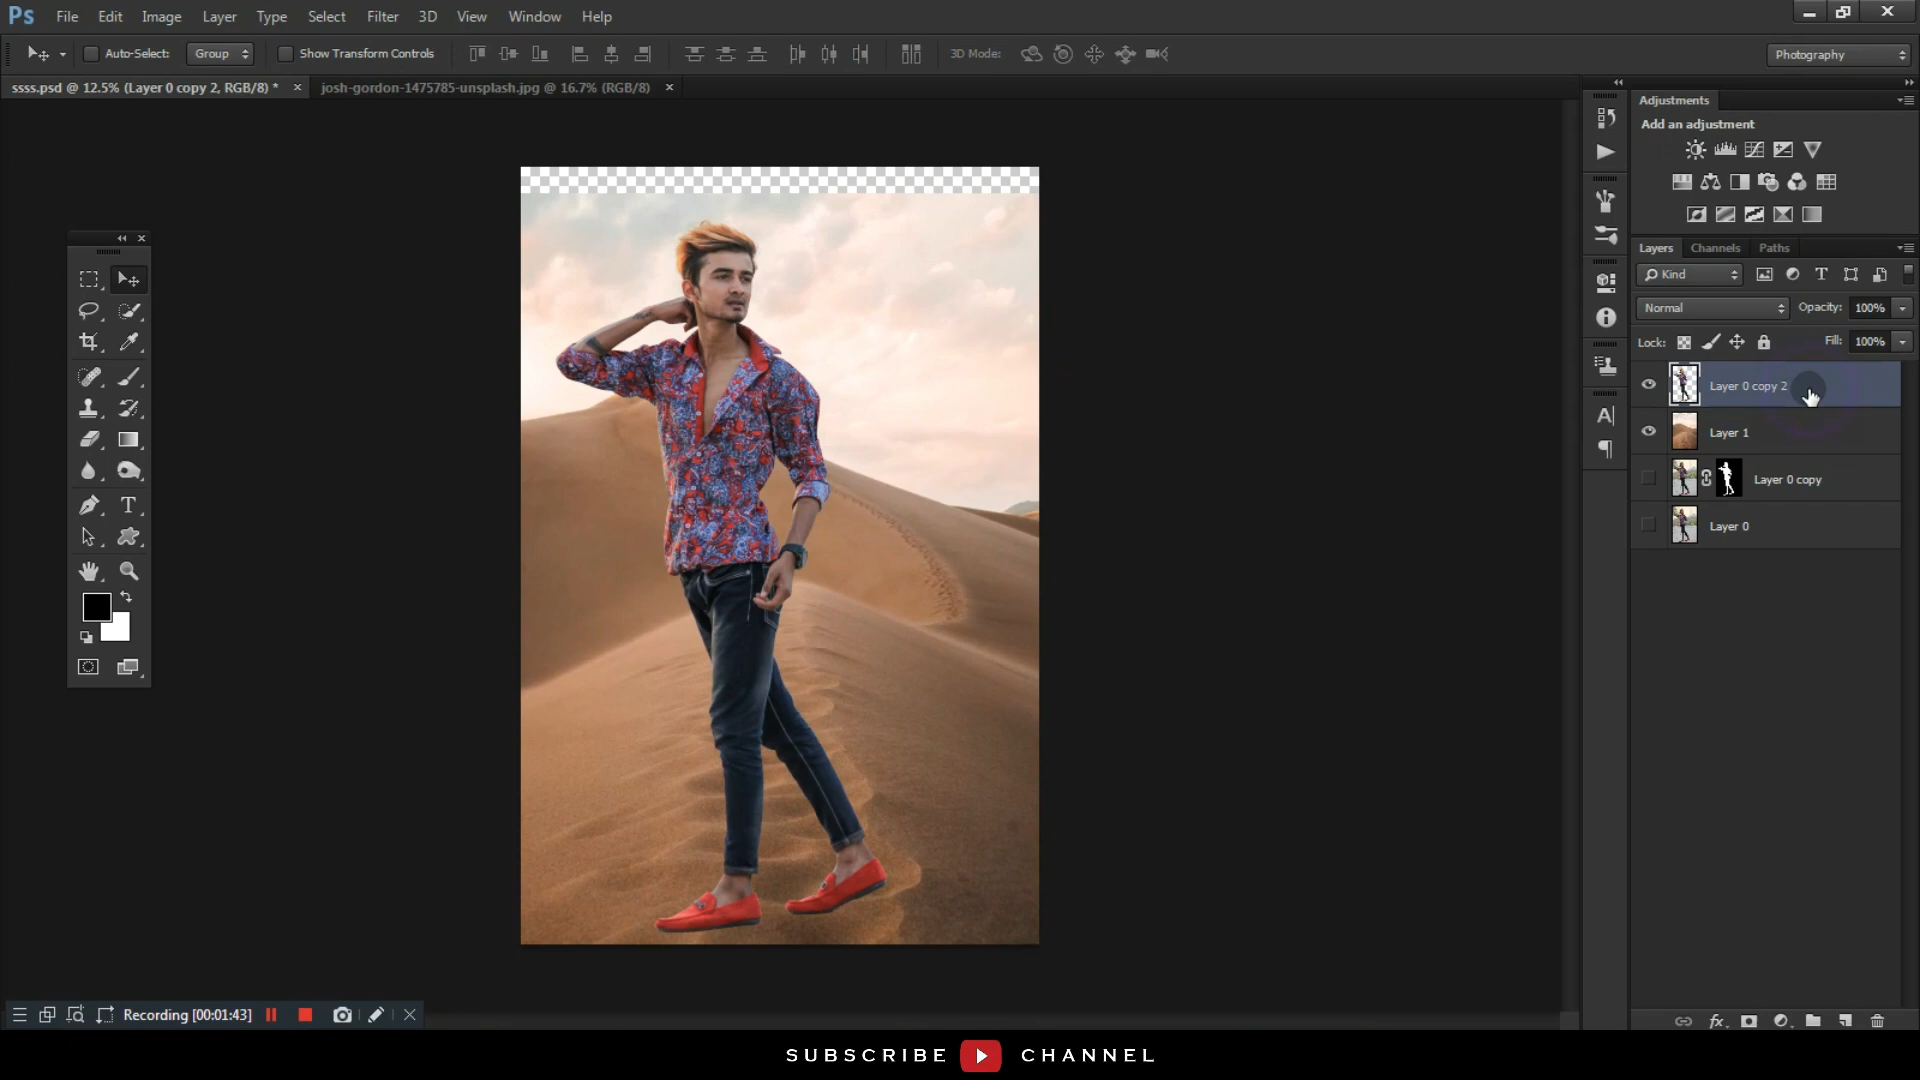 Ps File Edit Image Layer Type Select Filter 3D View Window Help
Auto-Select: Group Show Transform Controls 3D Mode: Photography
ssss.psd @ 12.5% (Layer 0 copy 2, RGB/8) * josh-gordon-1475785-unsplash.jpg @ 16.7% (RGB/8)
Adjustments
Add an adjustment
Layers Channels Paths
Kind
Normal Opacity: 100%
Lock: Fill: 100%
Layer 0 copy 2
Layer 1
Layer 0 copy
Layer 0
Recording [00:01:43]
SUBSCRIBE CHANNEL